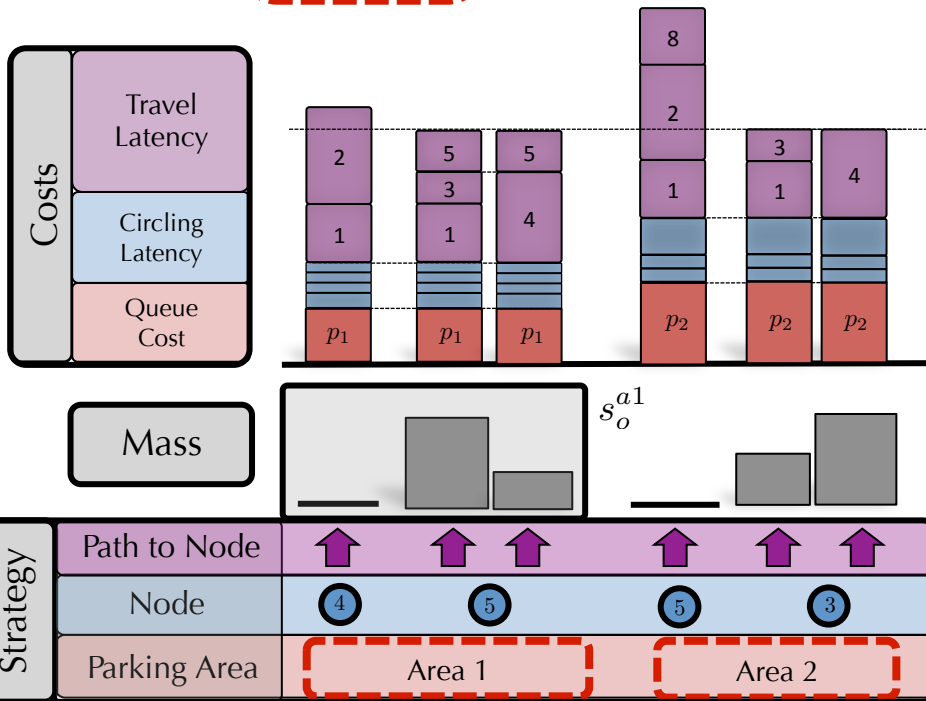 Costs
Travel
Latency
Circling
Latency
Queue
Cost
2
1
p1
5
3
1
p1
5
4
p1
8
2
1
p2
3
1
p2
4
p2
Mass
s_o^{a1}
Strategy
Path to Node
Node
4
5
5
3
Parking Area
Area 1
Area 2